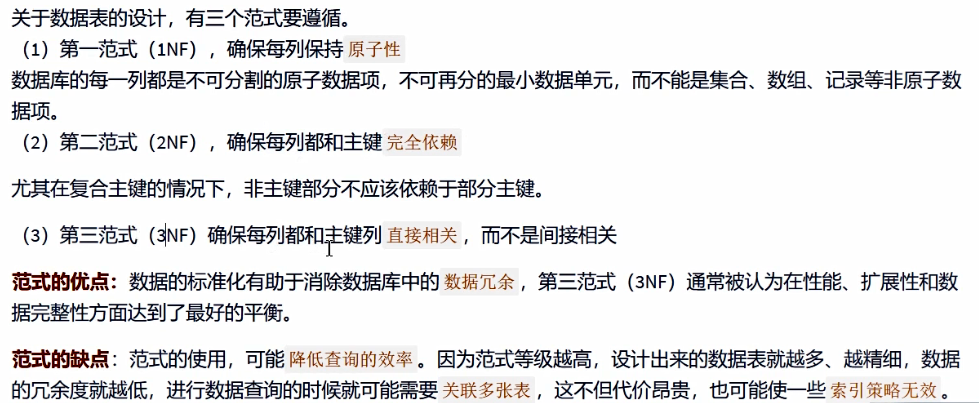 关于数据表的设计，有三个范式要遵循。
（1）第一范式（1NF），确保每列保持 原子性
数据库的每一列都是不可分割的原子数据项，不可再分的最小数据单元，而不能是集合、数组、记录等非原子数
据项。
（2）第二范式（2NF），确保每列都和主键 完全依赖
尤其在复合主键的情况下，非主键部分不应该依赖于部分主键。
（3）第三范式（3NF）确保每列都和主键列 直接相关 ，而不是间接相关
范式的优点：数据的标准化有助于消除数据库中的 数据冗余 ，第三范式（3NF）通常被认为在性能、扩展性和数
据完整性方面达到了最好的平衡。
范式的缺点：范式的使用，可能 降低查询的效率 。因为范式等级越高，设计出来的数据表就越多、越精细，数据
的冗余度就越低，进行数据查询的时候就可能需要 关联多张表 ，这不但代价昂贵，也可能使一些 索引策略无效 。